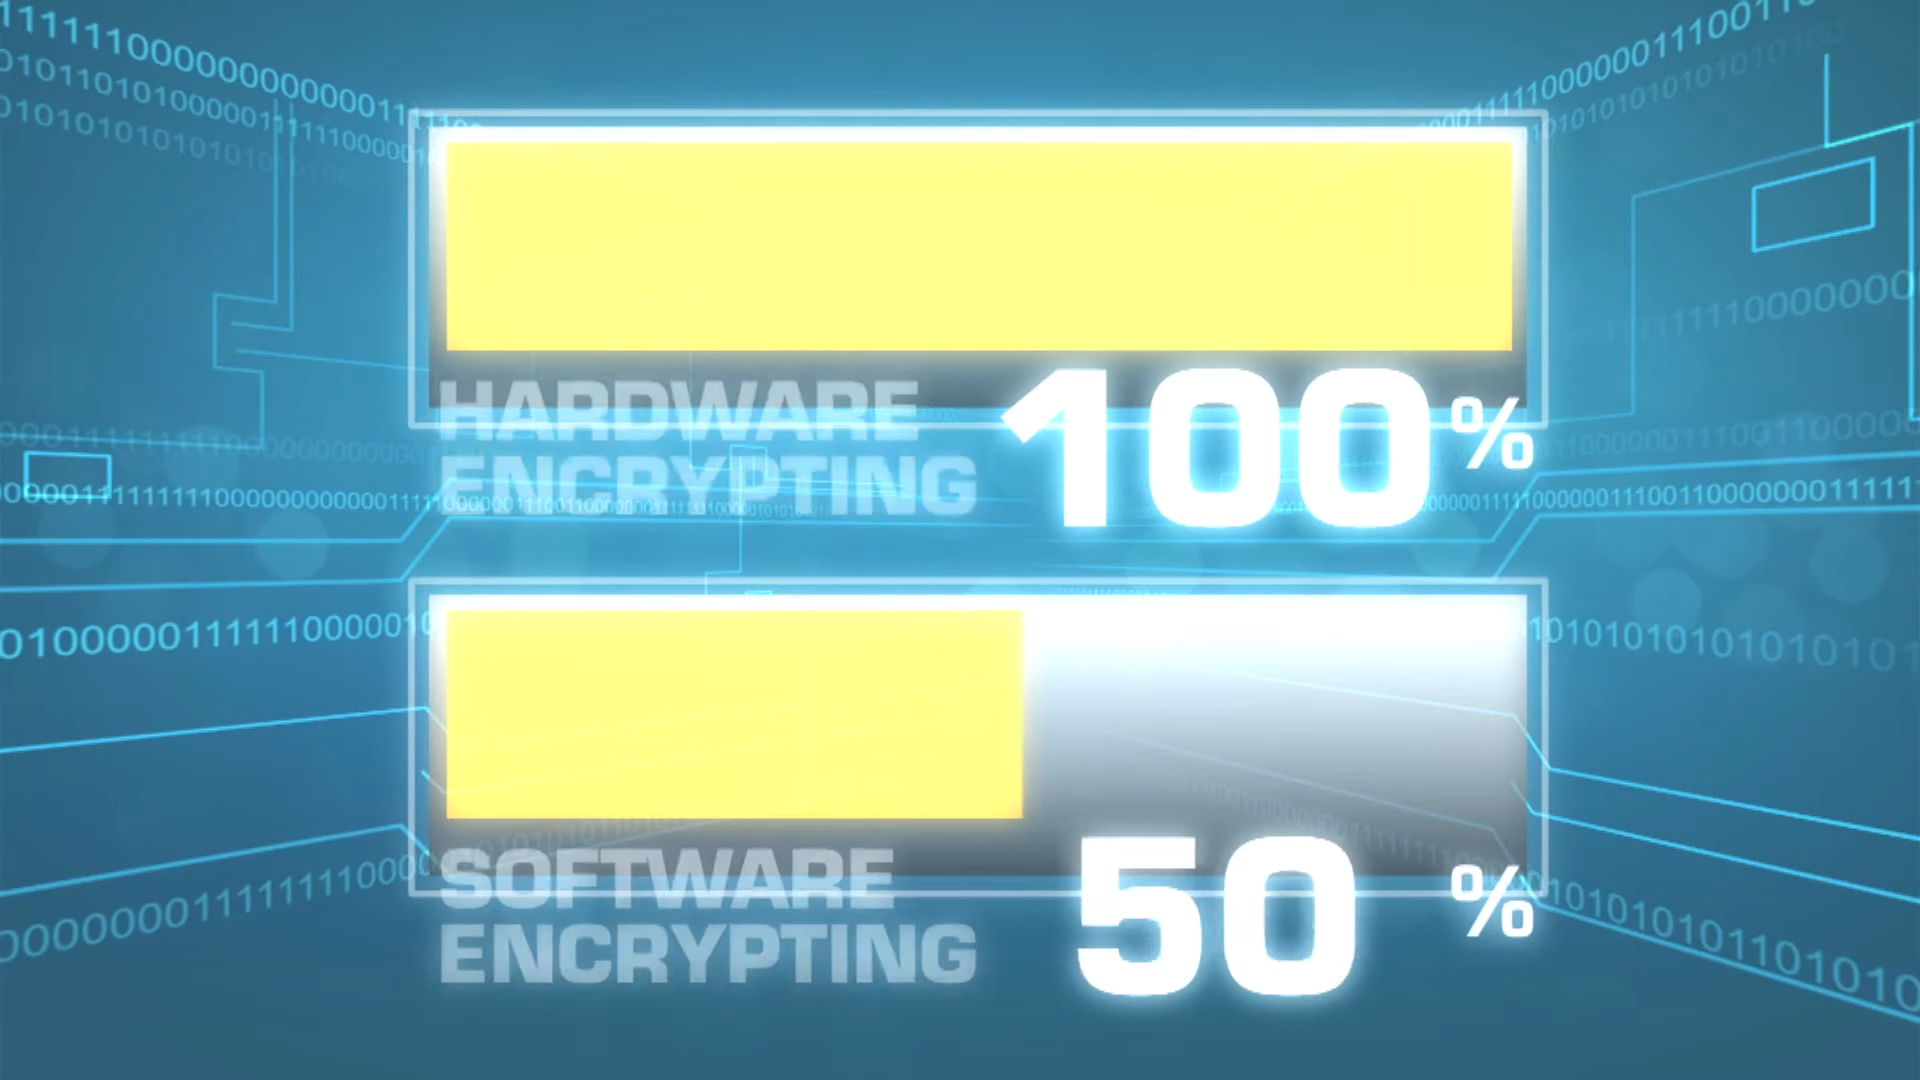 HARDWARE
ENCRYPTING
100%
SOFTWARE
ENCRYPTING
50%